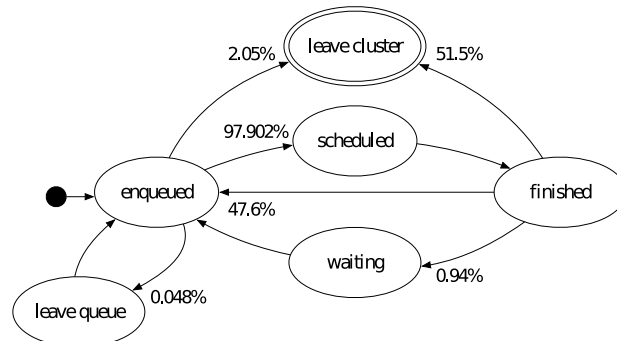 leave cluster
2.05%
51.5%
97.902%
scheduled
enqueued
finished
47.6%
waiting
0.94%
leave queue
0.048%